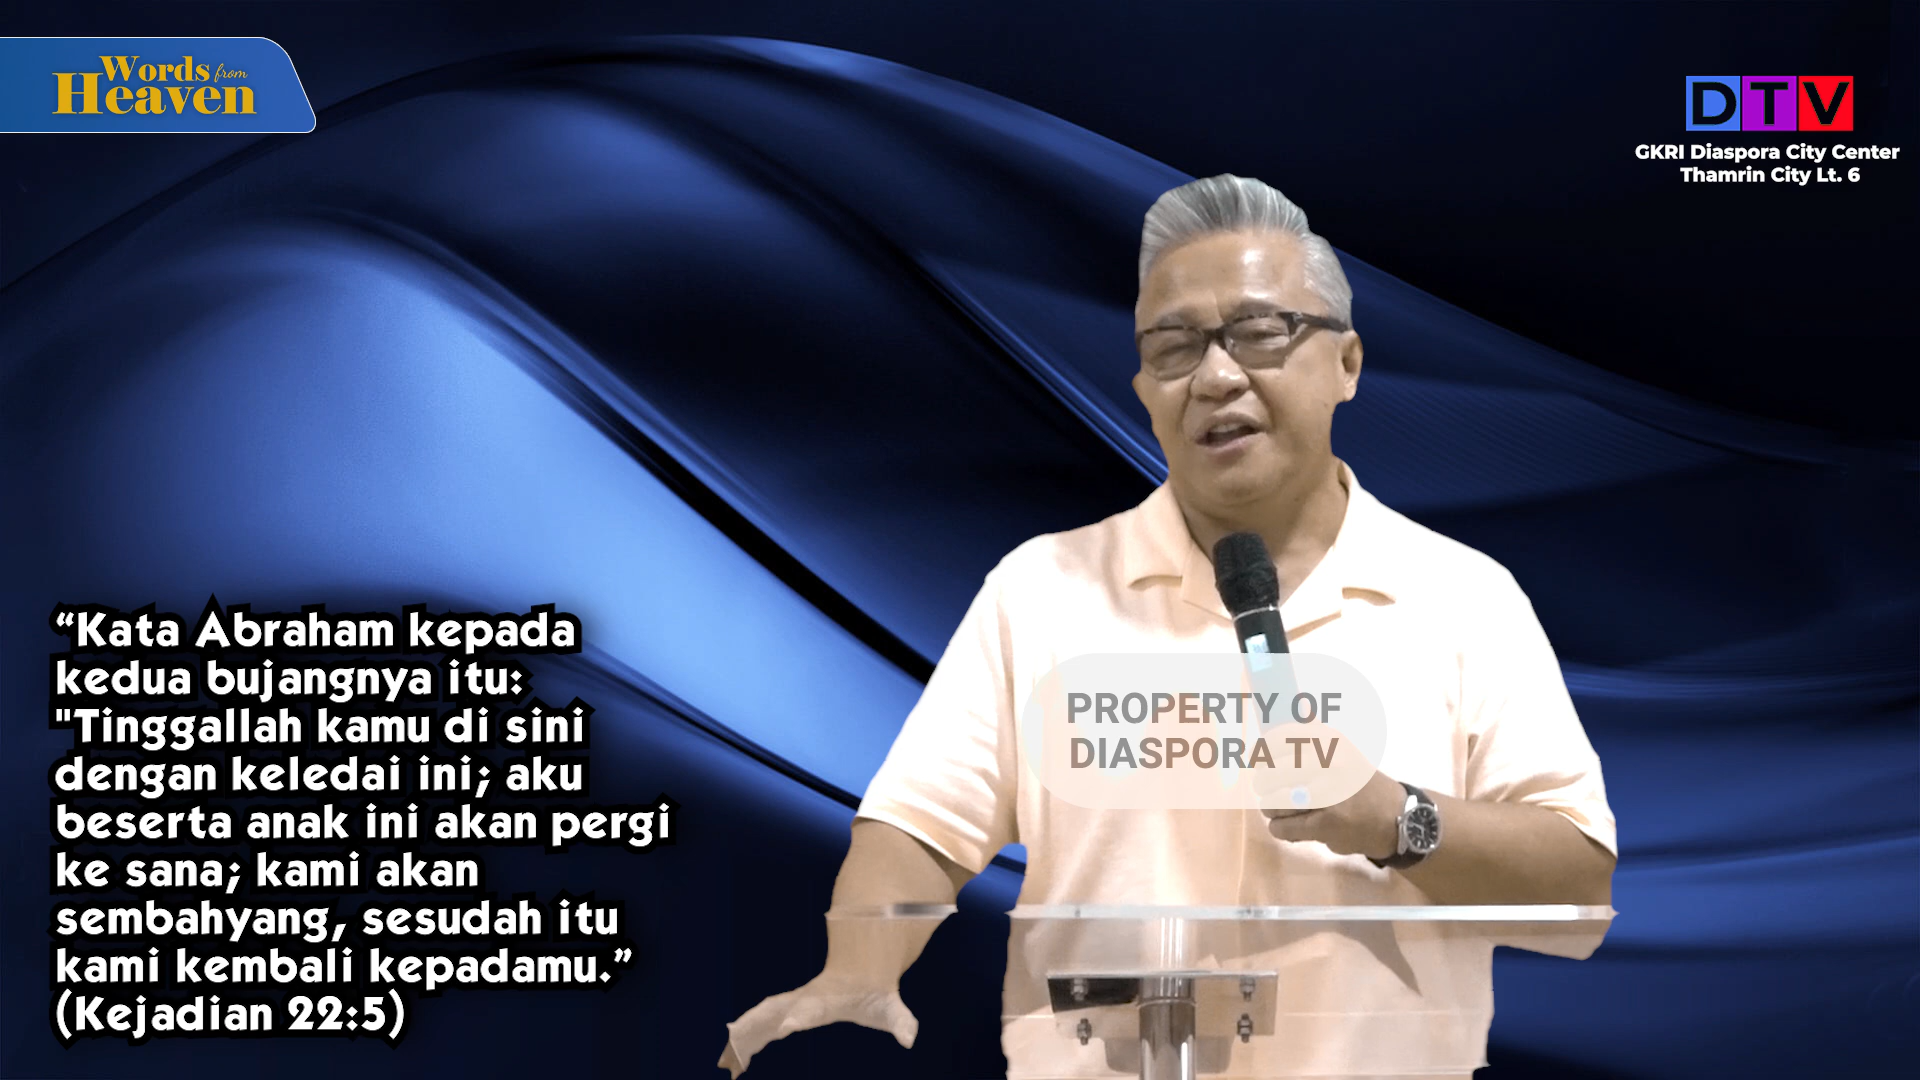 Words from
Heaven
DTV
GKRI Diaspora City Center
Thamrin City Lt. 6
“Kata Abraham kepada
kedua bujangnya itu:
"Tinggallah kamu di sini
dengan keledai ini; aku
beserta anak ini akan pergi
ke sana; kami akan
sembahyang, sesudah itu
kami kembali kepadamu.”
(Kejadian 22:5)
PROPERTY OF
DIASPORA TV